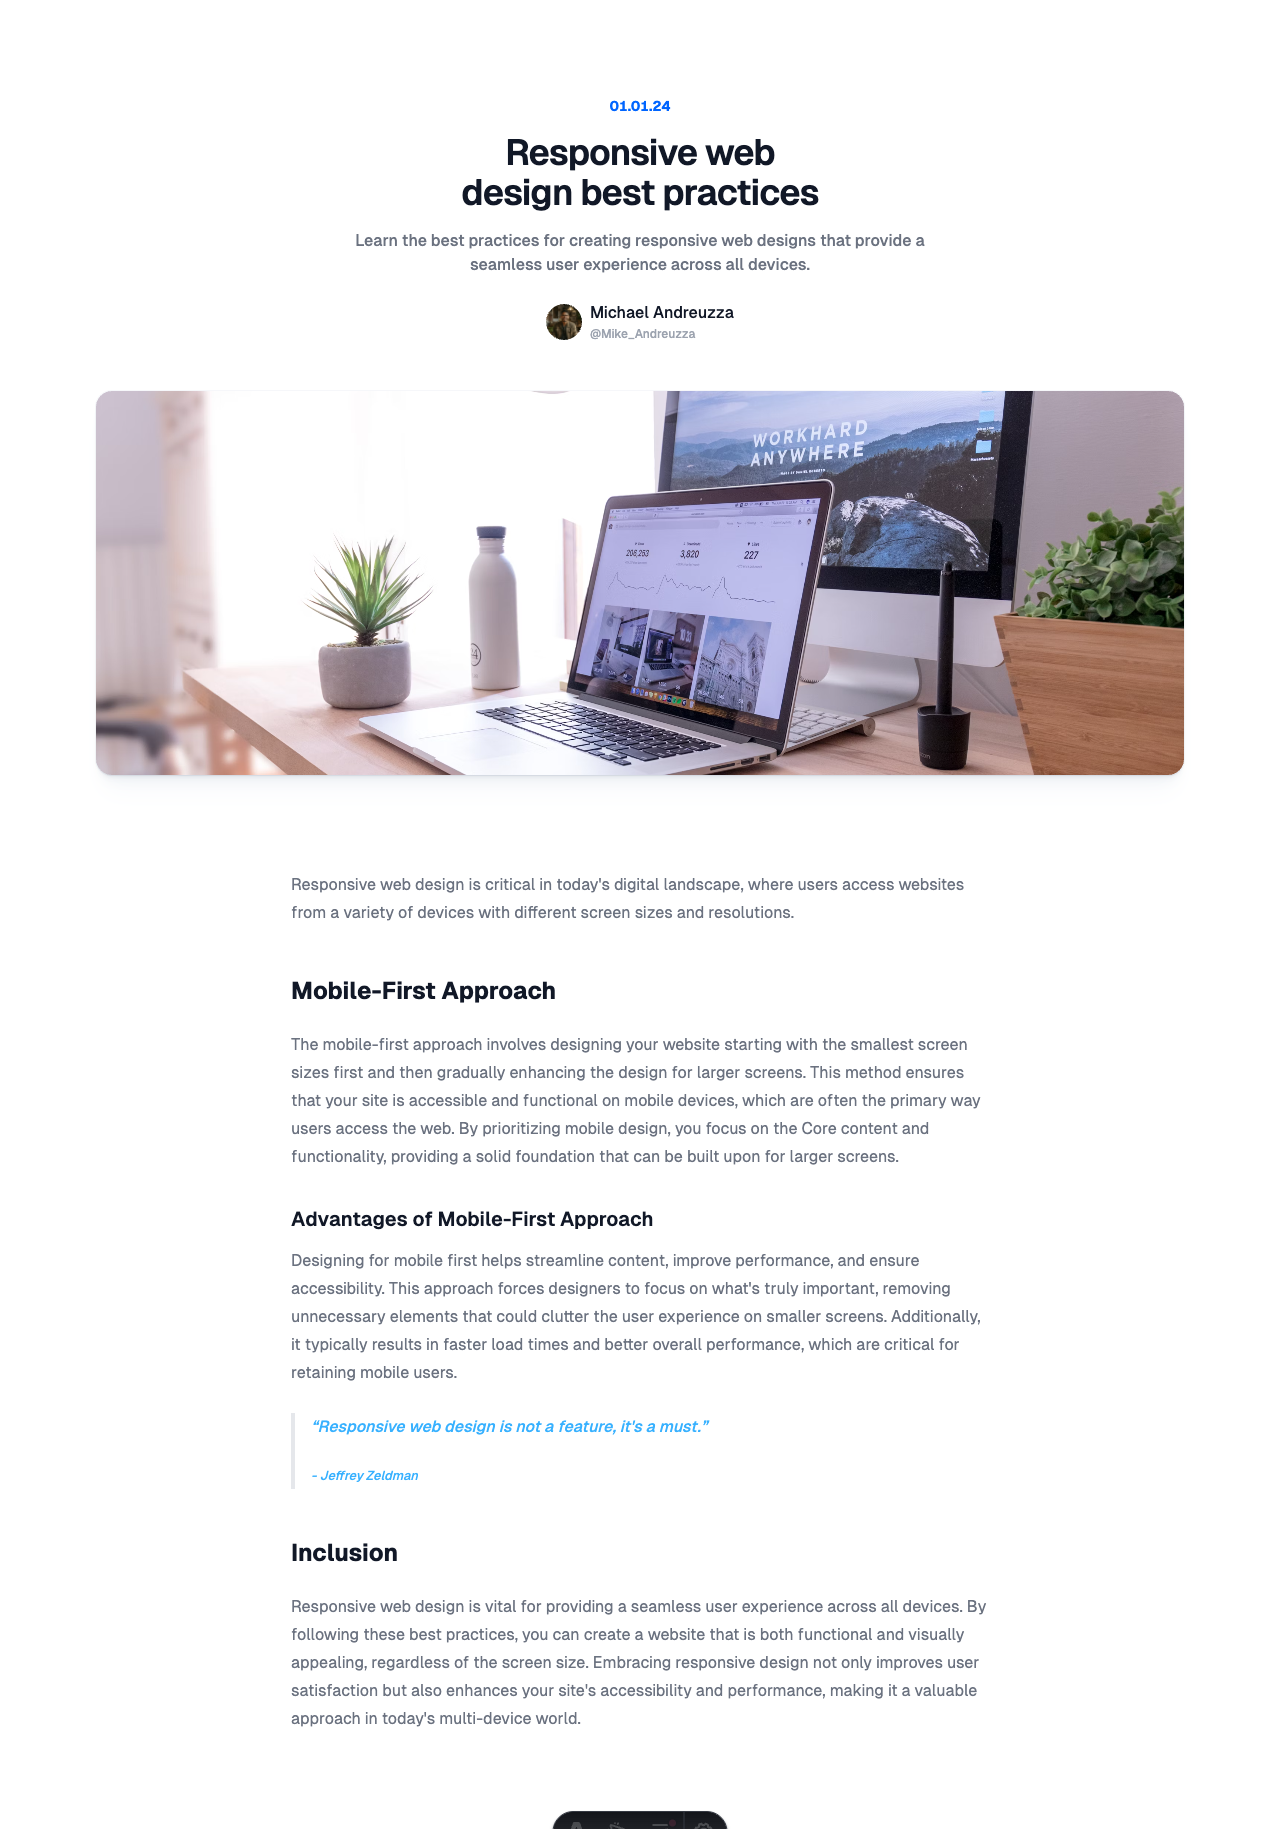 01.01.24
Responsive web
design best practices
Learn the best practices for creating responsive web designs that provide a
seamless user experience across all devices.
Michael Andreuzza
@Mike_Andreuzza
WORKHARD
ANYWHERE
208,253 3,820 227
Responsive web design is critical in today's digital landscape, where users access websites
from a variety of devices with different screen sizes and resolutions.
Mobile-First Approach
The mobile-first approach involves designing your website starting with the smallest screen
sizes first and then gradually enhancing the design for larger screens. This method ensures
that your site is accessible and functional on mobile devices, which are often the primary way
users access the web. By prioritizing mobile design, you focus on the Core content and
functionality, providing a solid foundation that can be built upon for larger screens.
Advantages of Mobile-First Approach
Designing for mobile first helps streamline content, improve performance, and ensure
accessibility. This approach forces designers to focus on what's truly important, removing
unnecessary elements that could clutter the user experience on smaller screens. Additionally,
it typically results in faster load times and better overall performance, which are critical for
retaining mobile users.
“Responsive web design is not a feature, it's a must.”
- Jeffrey Zeldman
Inclusion
Responsive web design is vital for providing a seamless user experience across all devices. By
following these best practices, you can create a website that is both functional and visually
appealing, regardless of the screen size. Embracing responsive design not only improves user
satisfaction but also enhances your site's accessibility and performance, making it a valuable
approach in today's multi-device world.